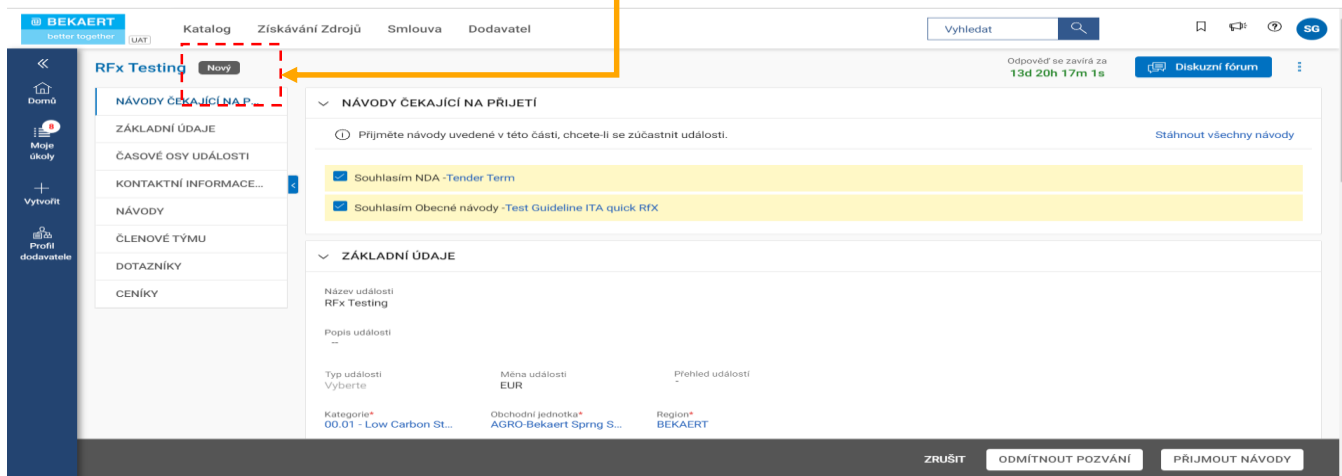 BEKAERT
better together
UAT
Katalog Získávání Zdrojů Smlouva Dodavatel
Vyhledat
SG
RFx Testing Nový
Odpověď se zavírá za
13d 20h 17m 1s
Diskuzní fórum
Domů
8
Moje
úkoly
Vytvořit
Profil
dodavatele
NÁVODY ČEKAJÍCÍ NA P...
ZÁKLADNÍ ÚDAJE
ČASOVÉ OSY UDÁLOSTI
KONTAKTNÍ INFORMACE...
NÁVODY
ČLENOVÉ TÝMU
DOTAZNÍKY
CENÍKY
NÁVODY ČEKAJÍCÍ NA PŘIJETÍ
Přijměte návody uvedené v této části, chcete-li se zúčastnit události.
Stáhnout všechny návody
Souhlasím NDA -Tender Term
Souhlasím Obecné návody -Test Guideline ITA quick RfX
ZÁKLADNÍ ÚDAJE
Název události
RFx Testing
Popis události
--
Typ události Měna události Přehled událostí
Vyberte EUR -
Kategorie* Obchodní jednotka* Region*
00.01 - Low Carbon St... AGRO-Bekaert Sprng S... BEKAERT
ZRUŠIT ODMÍTNOUT POZVÁNÍ PŘIJMOUT NÁVODY